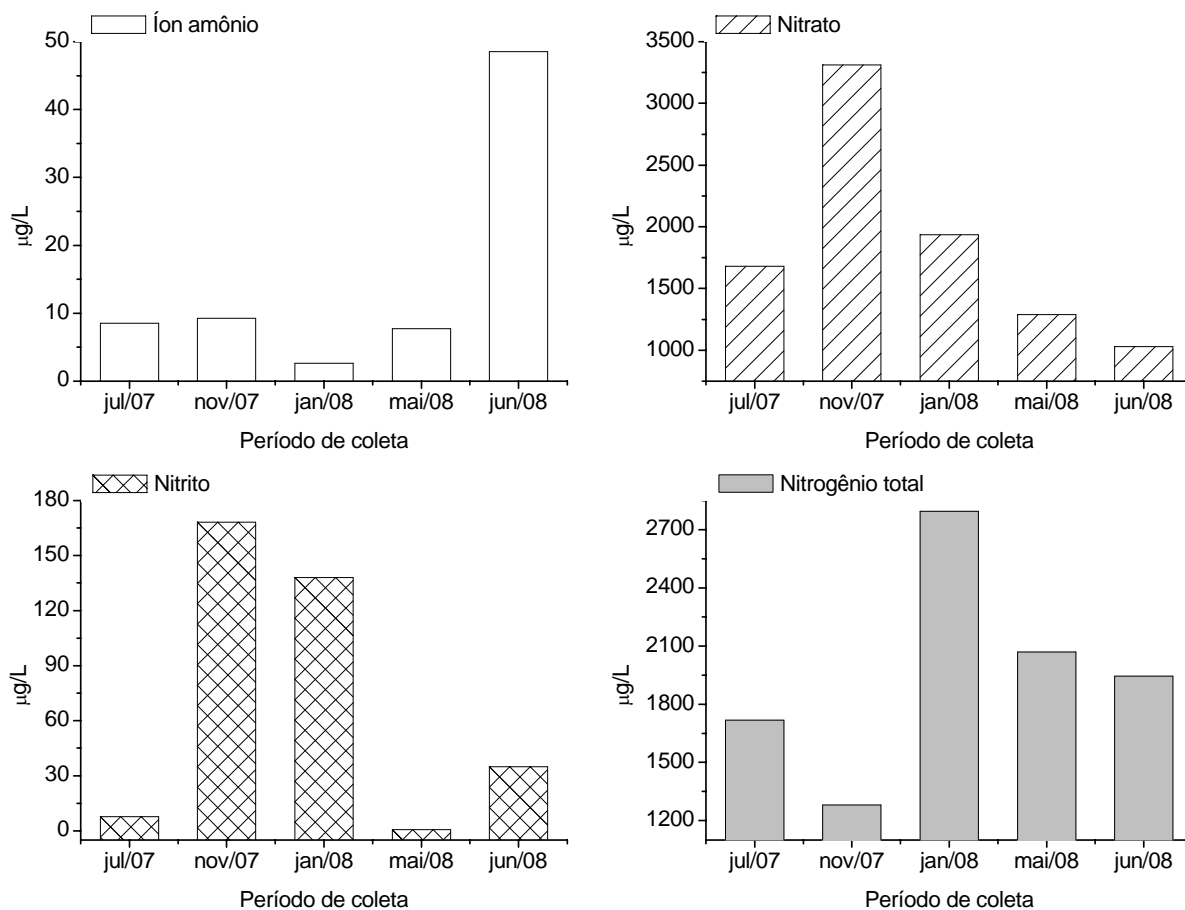 Íon amônio
50
40
30
20
10
0
µg/L
jul/07 nov/07 jan/08 mai/08 jun/08
Período de coleta
Nitrato
3500
3000
2500
2000
1500
1000
µg/L
jul/07 nov/07 jan/08 mai/08 jun/08
Período de coleta
Nitrito
180
150
120
90
60
30
0
µg/L
jul/07 nov/07 jan/08 mai/08 jun/08
Período de coleta
Nitrogênio total
2700
2400
2100
1800
1500
1200
µg/L
jul/07 nov/07 jan/08 mai/08 jun/08
Período de coleta